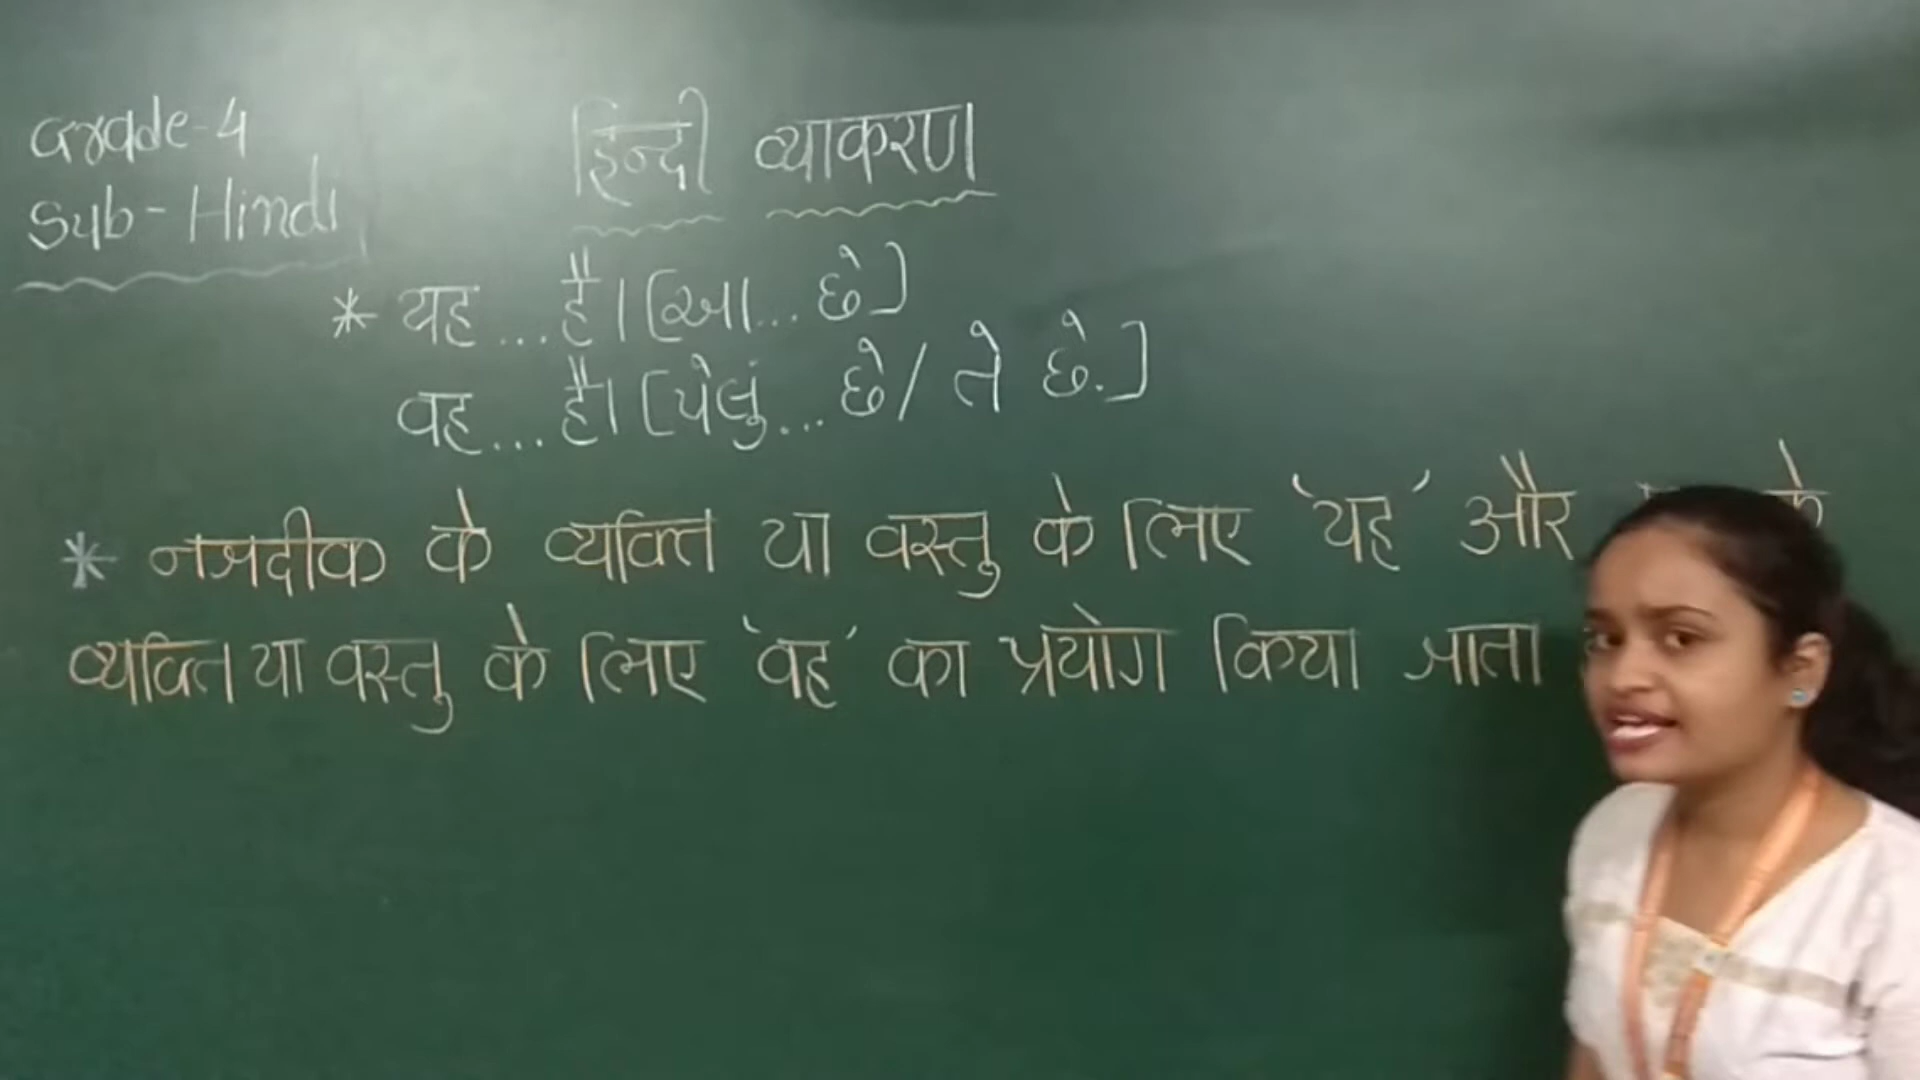 Grade-4
Sub-Hindi
हिन्दी व्याकरण
* यह ... है। [આ... છે]
वह ... है। [પેલું... છે/ તે છે.]
* नजदीक के व्यक्ति या वस्तु के लिए 'यह' और के
व्यक्ति या वस्तु के लिए 'वह' का प्रयोग किया जाता